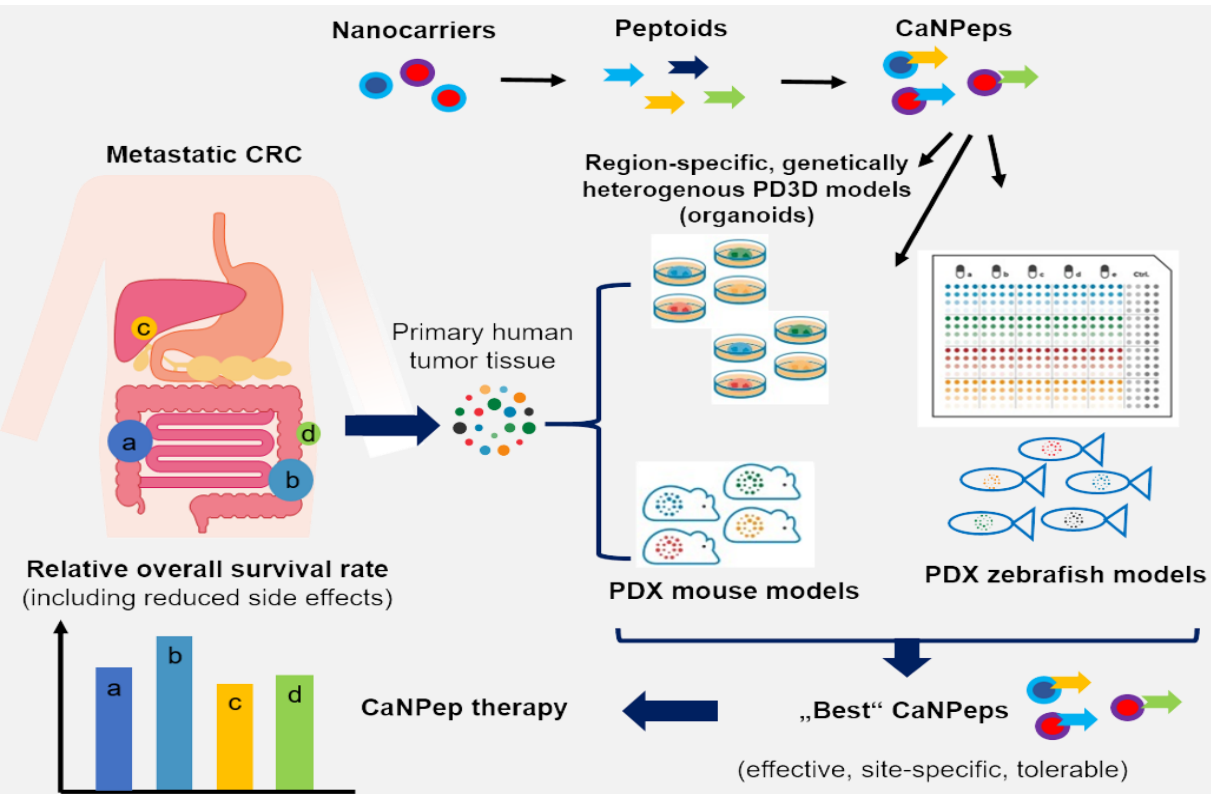 Nanocarriers
Peptoids
CaNPeps
Metastatic CRC
Region-specific, genetically
heterogenous PD3D models
(organoids)
a
b
c
d
e
Ctrl.
c
Primary human
tumor tissue
a
d
b
PDX mouse models
PDX zebrafish models
Relative overall survival rate
(including reduced side effects)
a
b
c
d
CaNPep therapy
„Best“ CaNPeps
(effective, site-specific, tolerable)